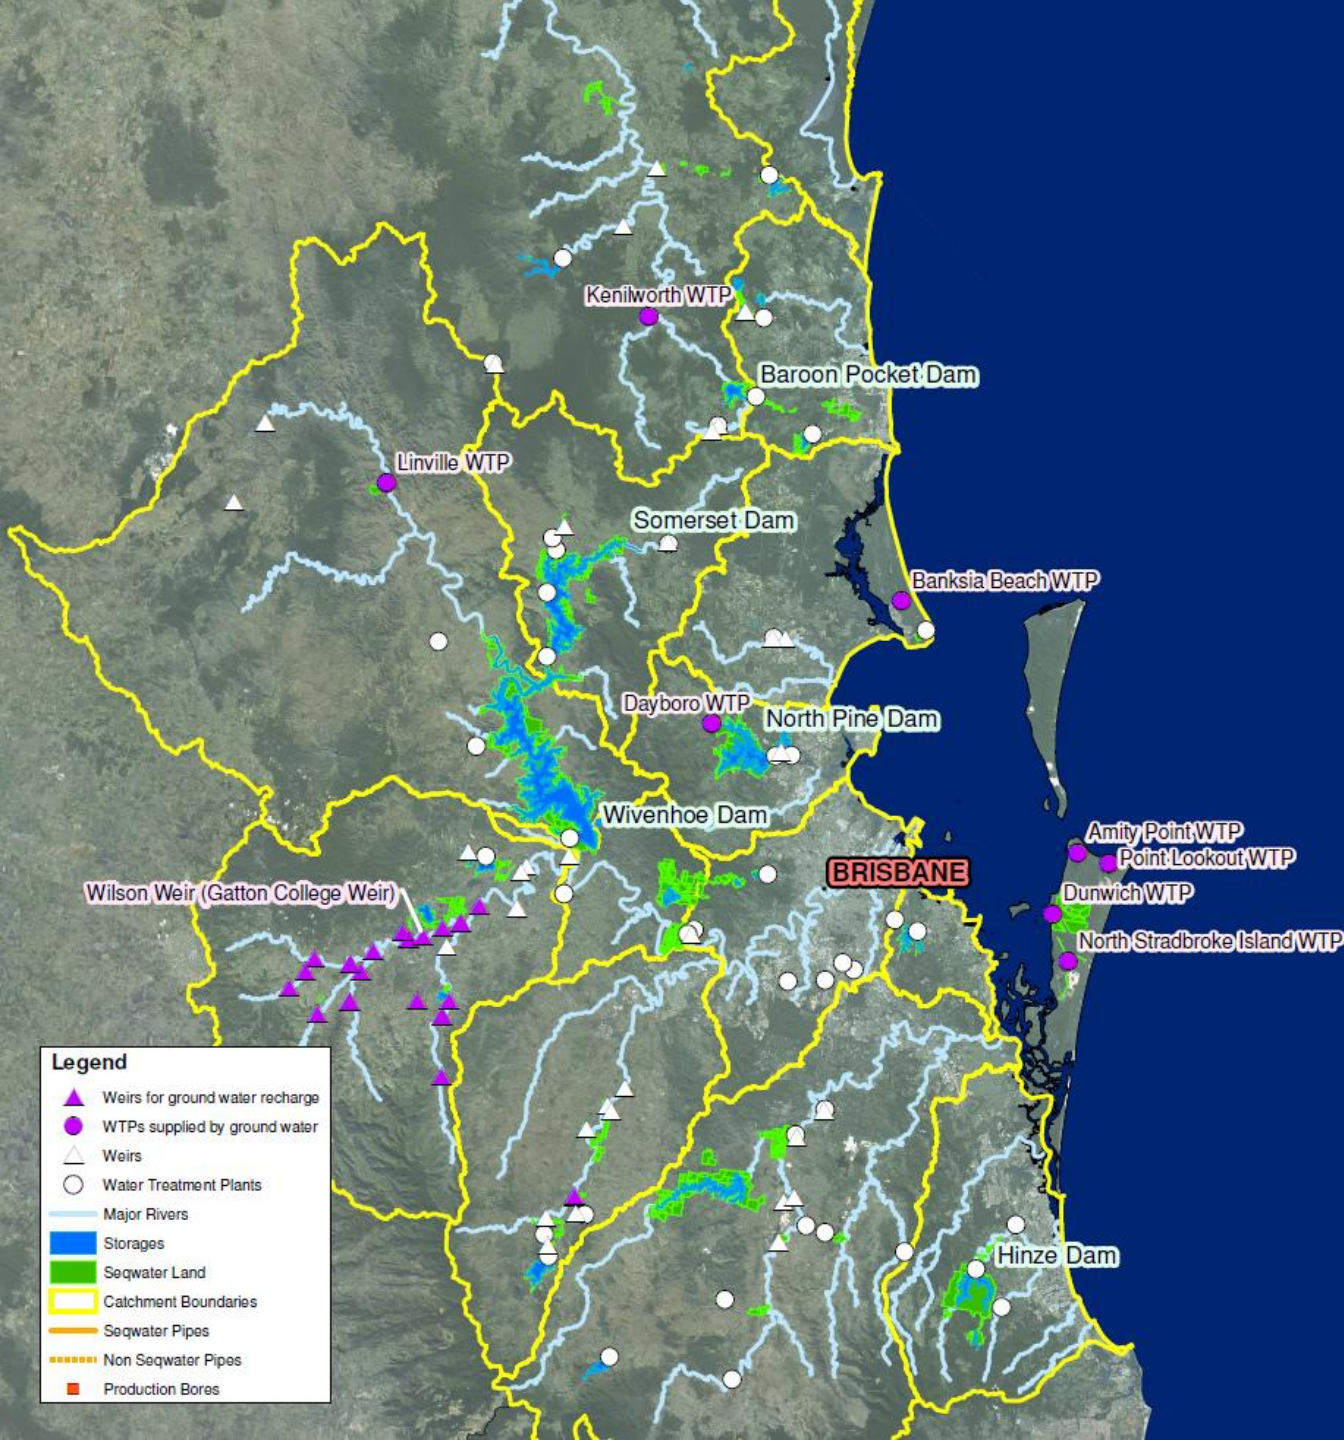 Kenilworth WTP
Baroon Pocket Dam
Linville WTP
Somerset Dam
Banksia Beach WTP
Dayboro WTP
North Pine Dam
Wivenhoe Dam
Amity Point WTP
Point Lookout WTP
BRISBANE
Wilson Weir (Gatton College Weir)
Dunwich WTP
North Stradbroke Island WTP
Hinze Dam
Legend
Weirs for ground water recharge
WTPs supplied by ground water
Weirs
Water Treatment Plants
Major Rivers
Storages
Seqwater Land
Catchment Boundaries
Seqwater Pipes
Non Seqwater Pipes
Production Bores